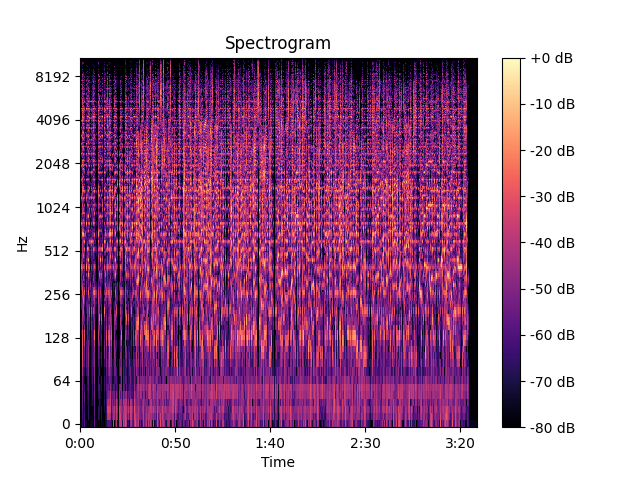 Spectrogram
Hz
8192
4096
2048
1024
512
256
128
64
0
0:00 0:50 1:40 2:30 3:20
Time
+0 dB
-10 dB
-20 dB
-30 dB
-40 dB
-50 dB
-60 dB
-70 dB
-80 dB